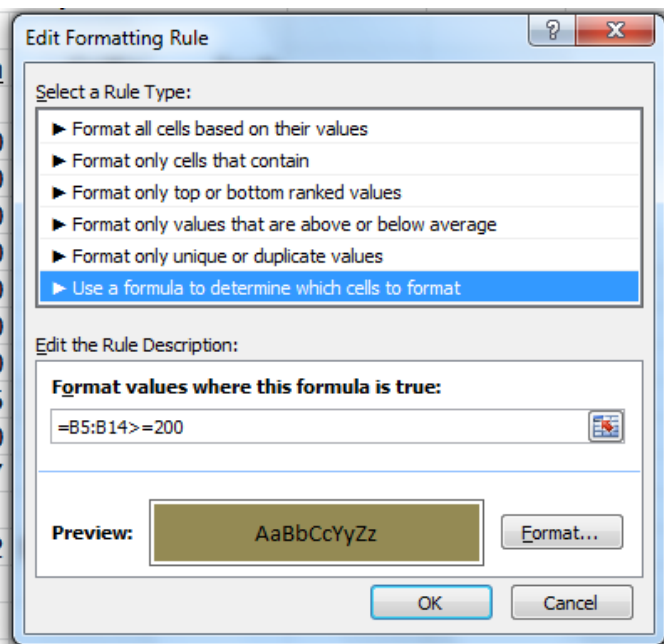 Edit Formatting Rule
Select a Rule Type:
► Format all cells based on their values
► Format only cells that contain
► Format only top or bottom ranked values
► Format only values that are above or below average
► Format only unique or duplicate values
► Use a formula to determine which cells to format
Edit the Rule Description:
Format values where this formula is true:
=B5:B14>=200
Preview:
AaBbCcYyZz
Format...
OK
Cancel